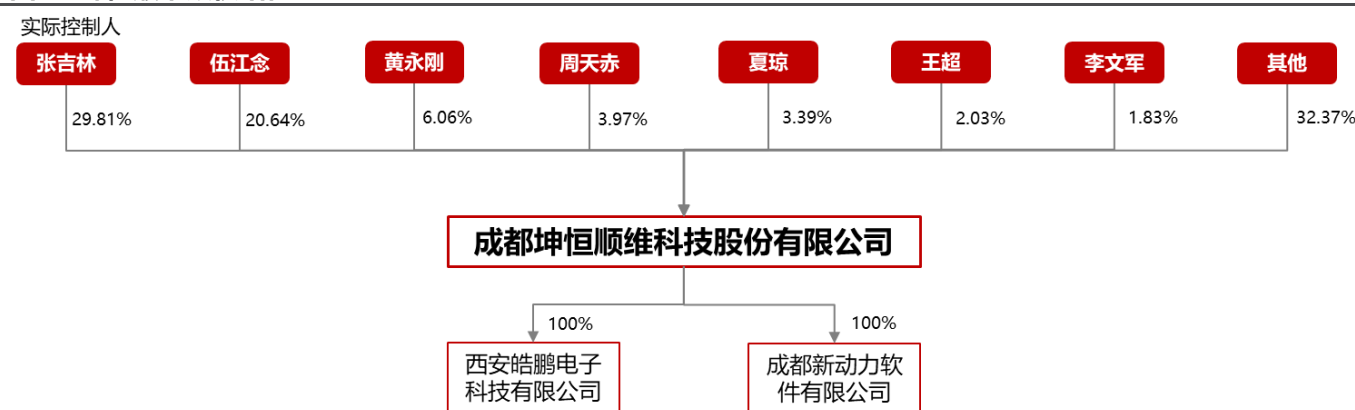 实际控制人
张吉林 伍江念 黄永刚 周天赤 夏琼 王超 李文军 其他
29.81% 20.64% 6.06% 3.97% 3.39% 2.03% 1.83% 32.37%
成都坤恒顺维科技股份有限公司
100% 100%
西安皓鹏电子
科技有限公司
成都新动力软
件有限公司